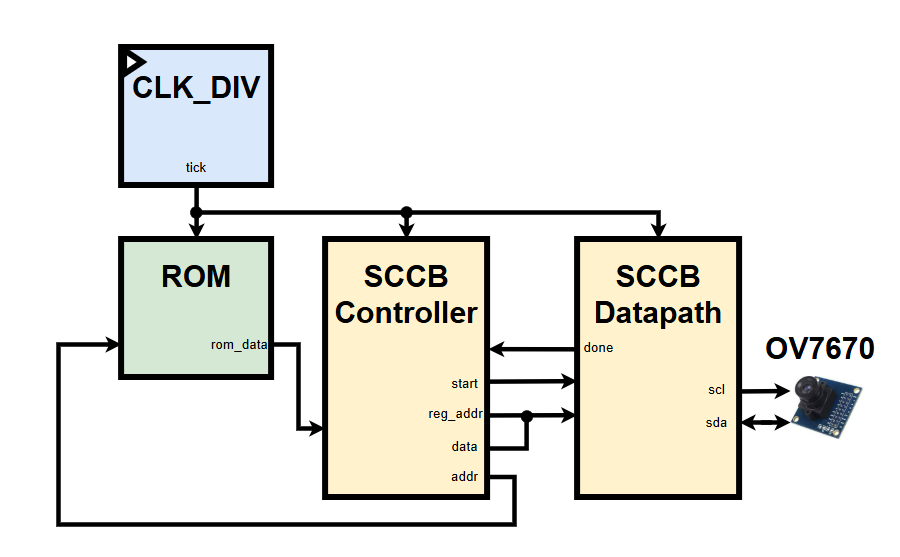 CLK_DIV
tick
ROM
rom_data
SCCB
Controller
start
reg_addr
data
addr
SCCB
Datapath
done
scl
sda
OV7670